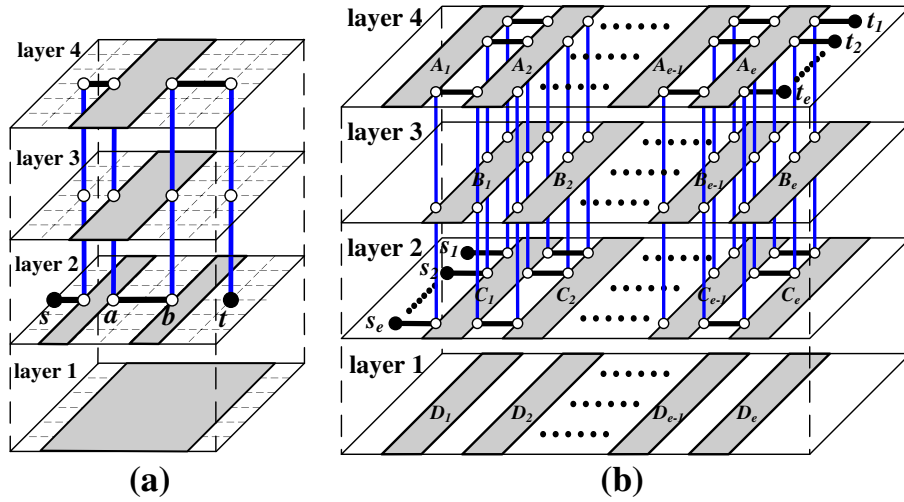 layer 4
layer 3
layer 2
s a b t
layer 1
(a)
layer 4
A1 A2 Ae-1 Ae
t1
t2
te
layer 3
B1 B2 Be-1 Be
layer 2
s1
s2
se
C1 C2 Ce-1 Ce
layer 1
D1 D2 De-1 De
(b)